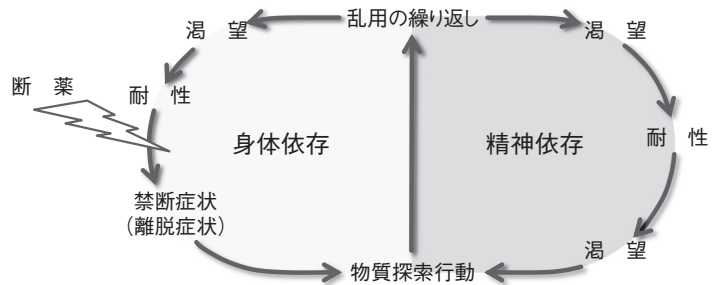 乱用の繰り返し
渇 望
渇 望
断 薬
耐 性
身体依存
精神依存
耐 性
禁断症状
(離脱症状)
渇 望
物質探索行動